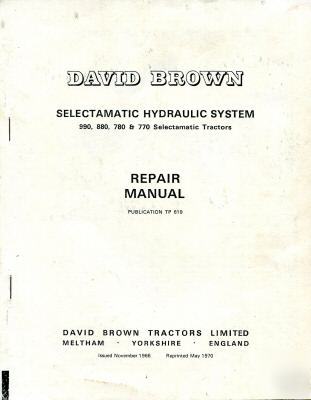 DAVID BROWN
SELECTAMATIC HYDRAULIC SYSTEM
990, 880, 780 & 770 Selectamatic Tractors
REPAIR
MANUAL
PUBLICATION TP 619
DAVID BROWN TRACTORS LIMITED
MELTHAM · YORKSHIRE · ENGLAND
Issued November 1966 Reprinted May 1970